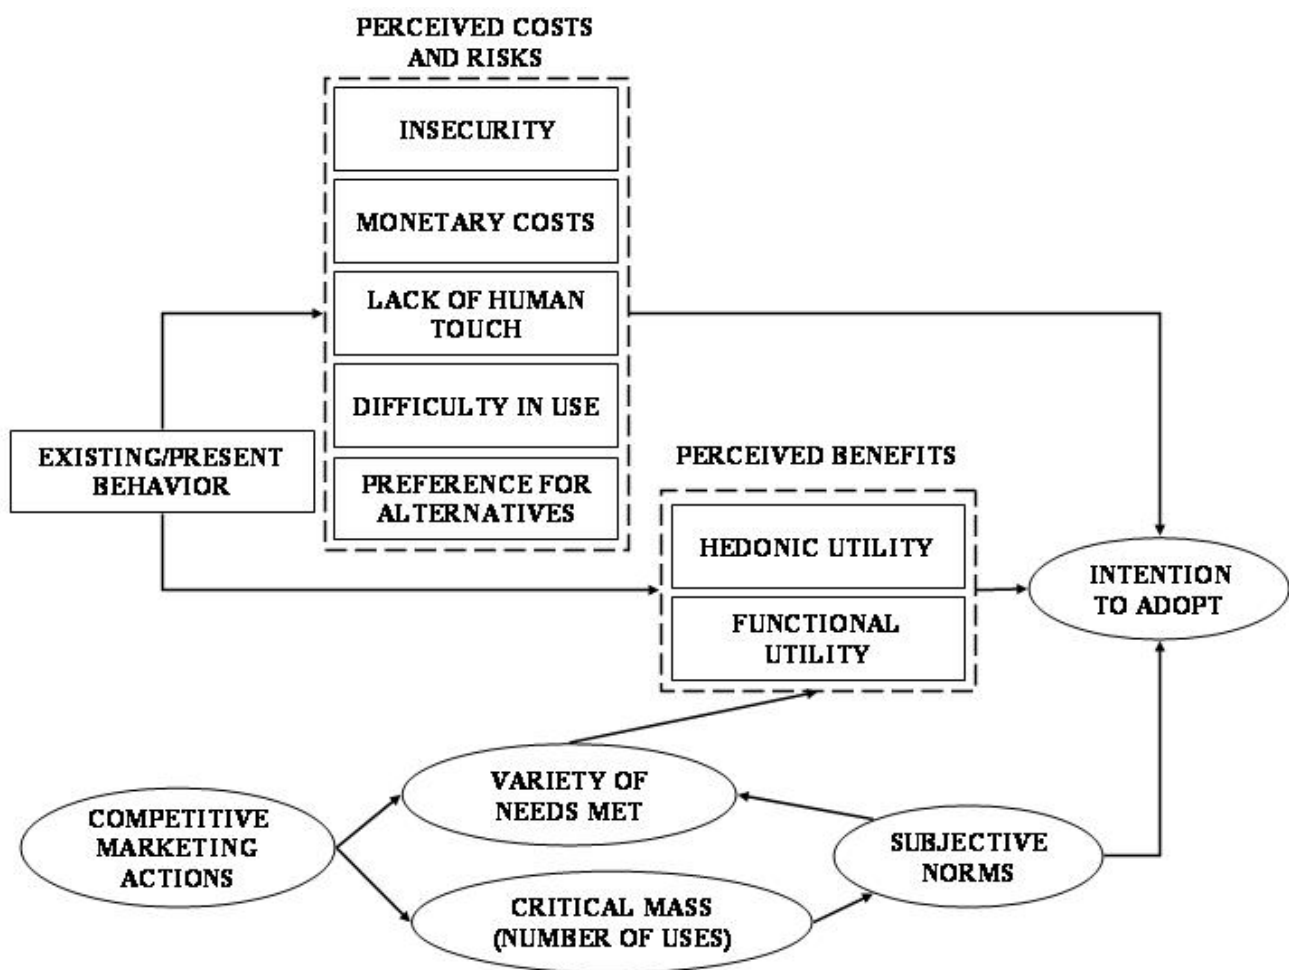 PERCEIVED COSTS
AND RISKS
INSECURITY
MONETARY COSTS
LACK OF HUMAN
TOUCH
DIFFICULTY IN USE
PREFERENCE FOR
ALTERNATIVES
EXISTING/PRESENT
BEHAVIOR
PERCEIVED BENEFITS
HEDONIC UTILITY
FUNCTIONAL
UTILITY
INTENTION
TO ADOPT
VARIETY OF
NEEDS MET
COMPETITIVE
MARKETING
ACTIONS
SUBJECTIVE
NORMS
CRITICAL MASS
(NUMBER OF USES)